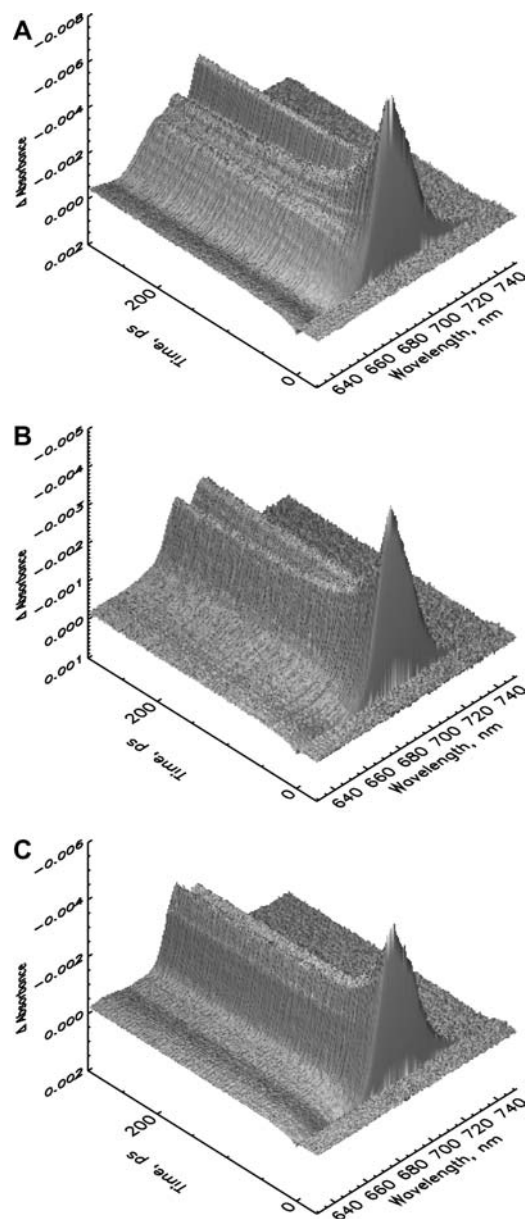 A
-0.008
-0.006
-0.004
-0.002
0.000
0.002
Δ Absorbance
200
0
Time, ps
640 660 680 700 720 740
Wavelength, nm
B
-0.005
-0.004
-0.003
-0.002
-0.001
0.000
0.001
Δ Absorbance
200
0
Time, ps
640 660 680 700 720 740
Wavelength, nm
C
-0.006
-0.004
-0.002
0.000
0.002
Δ Absorbance
200
0
Time, ps
640 660 680 700 720 740
Wavelength, nm